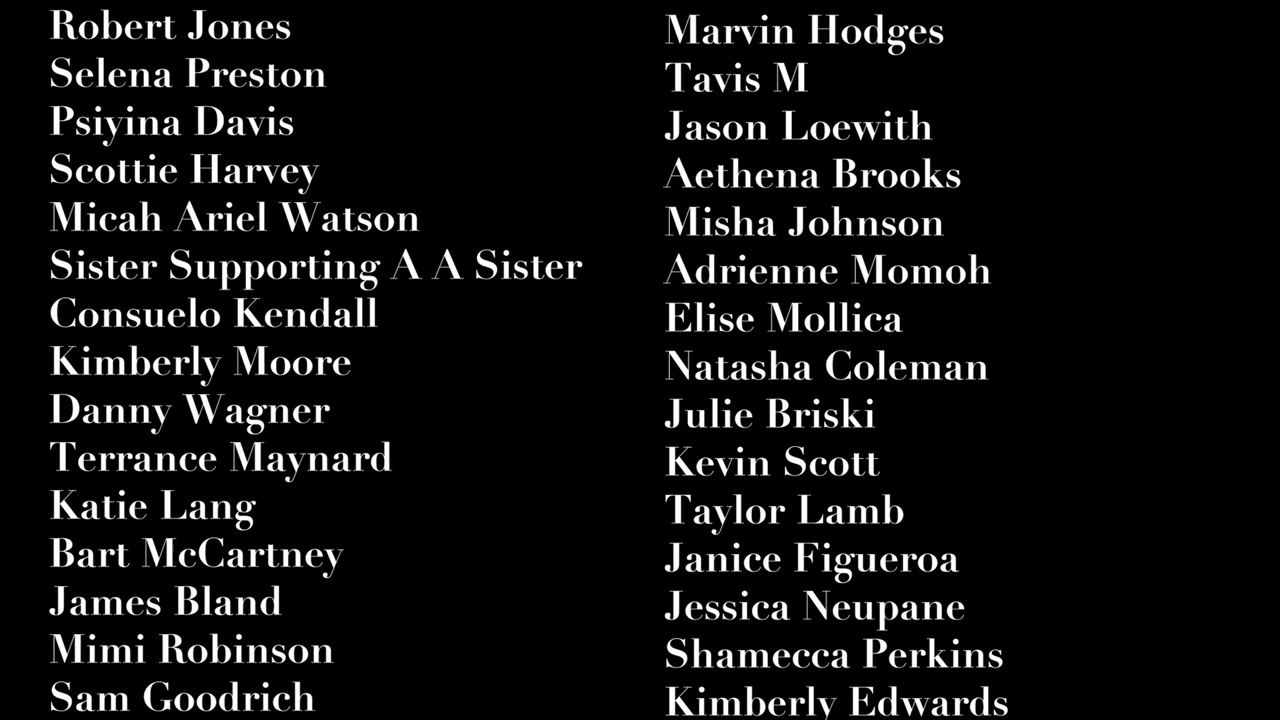 Robert Jones
Selena Preston
Psiyina Davis
Scottie Harvey
Micah Ariel Watson
Sister Supporting A A Sister
Consuelo Kendall
Kimberly Moore
Danny Wagner
Terrance Maynard
Katie Lang
Bart McCartney
James Bland
Mimi Robinson
Sam Goodrich
Marvin Hodges
Tavis M
Jason Loewith
Aethena Brooks
Misha Johnson
Adrienne Momoh
Elise Mollica
Natasha Coleman
Julie Briski
Kevin Scott
Taylor Lamb
Janice Figueroa
Jessica Neupane
Shamecca Perkins
Kimberly Edwards